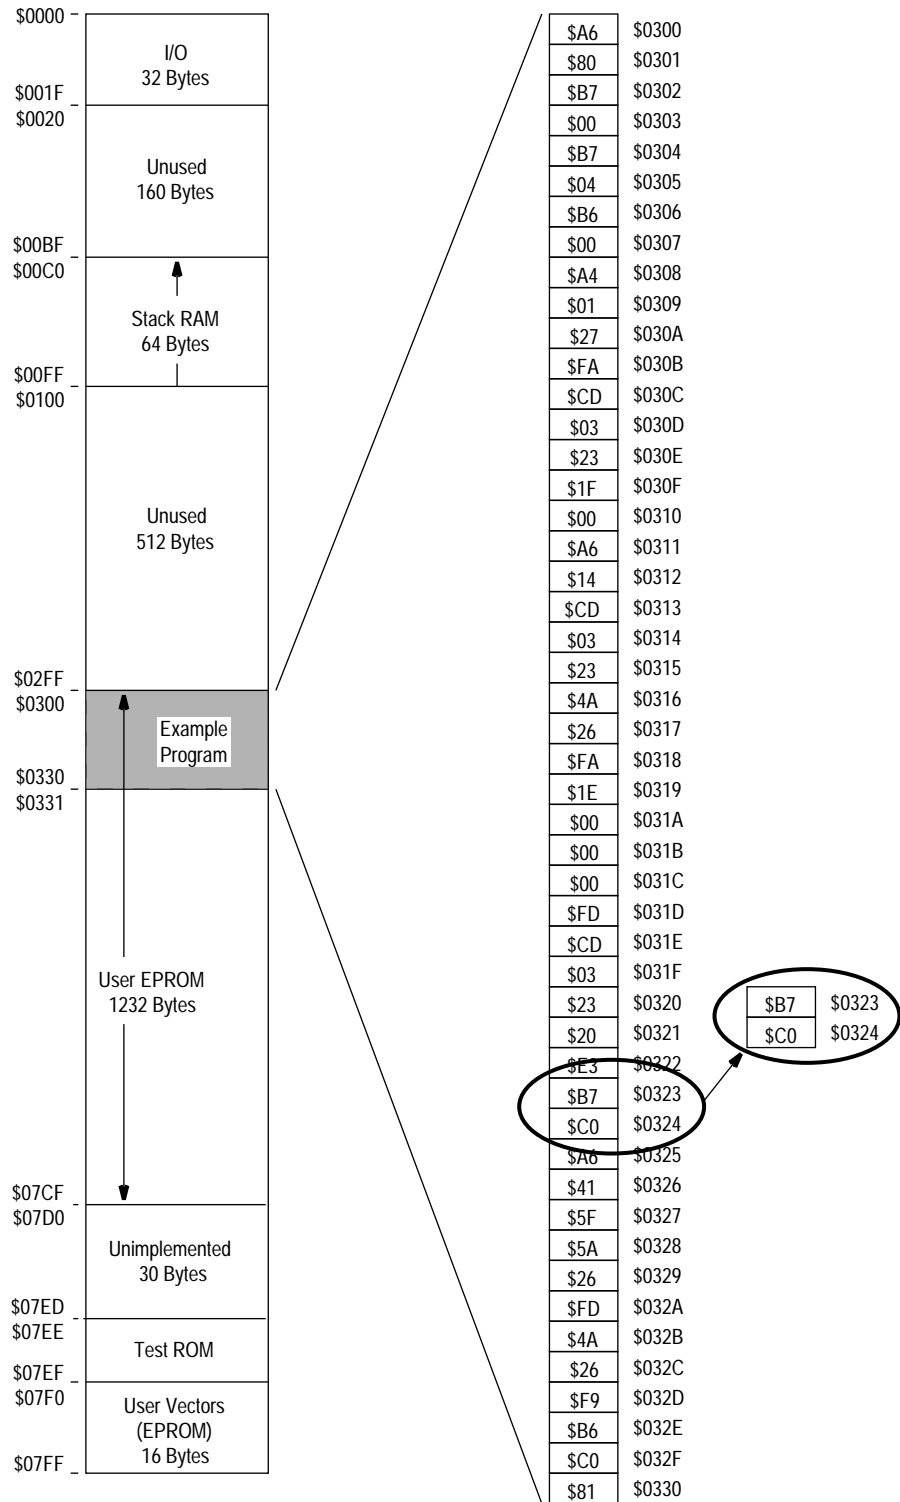 $0000
I/O
32 Bytes
$001F
$0020
Unused
160 Bytes
$00BF
$00C0
Stack RAM
64 Bytes
$00FF
$0100
Unused
512 Bytes
$02FF
$0300
Example
Program
$0330
$0331
User EPROM
1232 Bytes
$07CF
$07D0
Unimplemented
30 Bytes
$07ED
$07EE
Test ROM
$07EF
$07F0
User Vectors
(EPROM)
16 Bytes
$07FF
$A6 $0300
$80 $0301
$B7 $0302
$00 $0303
$B7 $0304
$04 $0305
$B6 $0306
$00 $0307
$A4 $0308
$01 $0309
$27 $030A
$FA $030B
$CD $030C
$03 $030D
$23 $030E
$1F $030F
$00 $0310
$A6 $0311
$14 $0312
$CD $0313
$03 $0314
$23 $0315
$4A $0316
$26 $0317
$FA $0318
$1E $0319
$00 $031A
$00 $031B
$00 $031C
$FD $031D
$CD $031E
$03 $031F
$23 $0320
$20 $0321
$E3 $0322
$B7 $0323
$C0 $0324
$A6 $0325
$41 $0326
$5F $0327
$5A $0328
$26 $0329
$FD $032A
$4A $032B
$26 $032C
$F9 $032D
$B6 $032E
$C0 $032F
$81 $0330
$B7 $0323
$C0 $0324